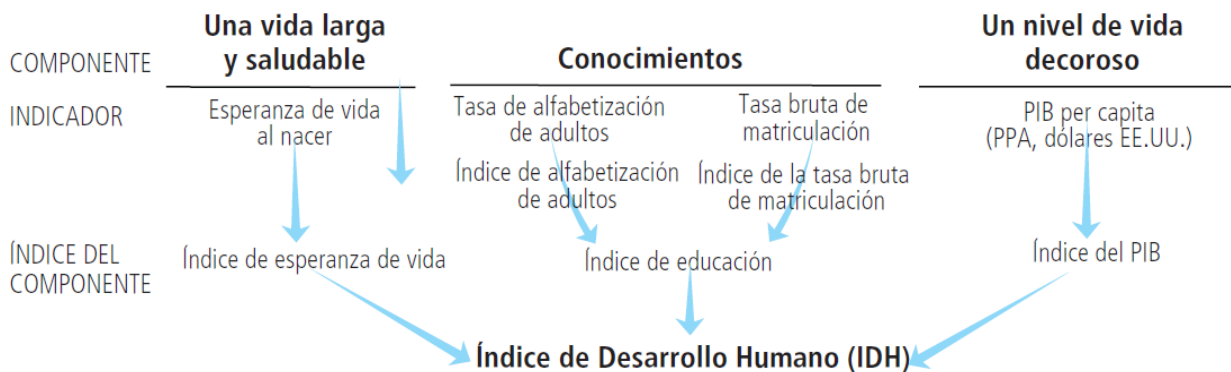 COMPONENTE
Una vida larga
y saludable
Conocimientos
Un nivel de vida
decoroso
INDICADOR
Esperanza de vida
al nacer
Tasa de alfabetización
de adultos
Tasa bruta de
matriculación
PIB per capita
(PPA, dólares EE.UU.)
Índice de alfabetización
de adultos
Índice de la tasa bruta
de matriculación
ÍNDICE DEL
COMPONENTE
Índice de esperanza de vida
Índice de educación
Índice del PIB
Índice de Desarrollo Humano (IDH)